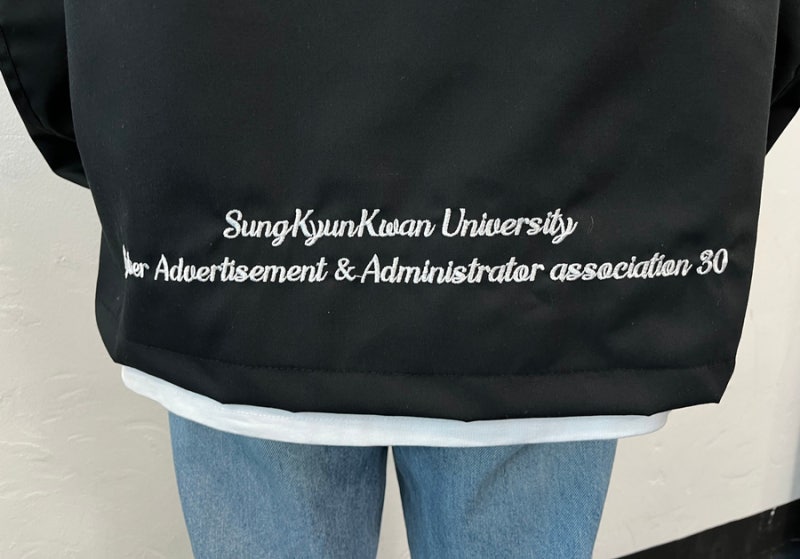 SungKyunKwan University
Advertisement & Administrator association 30